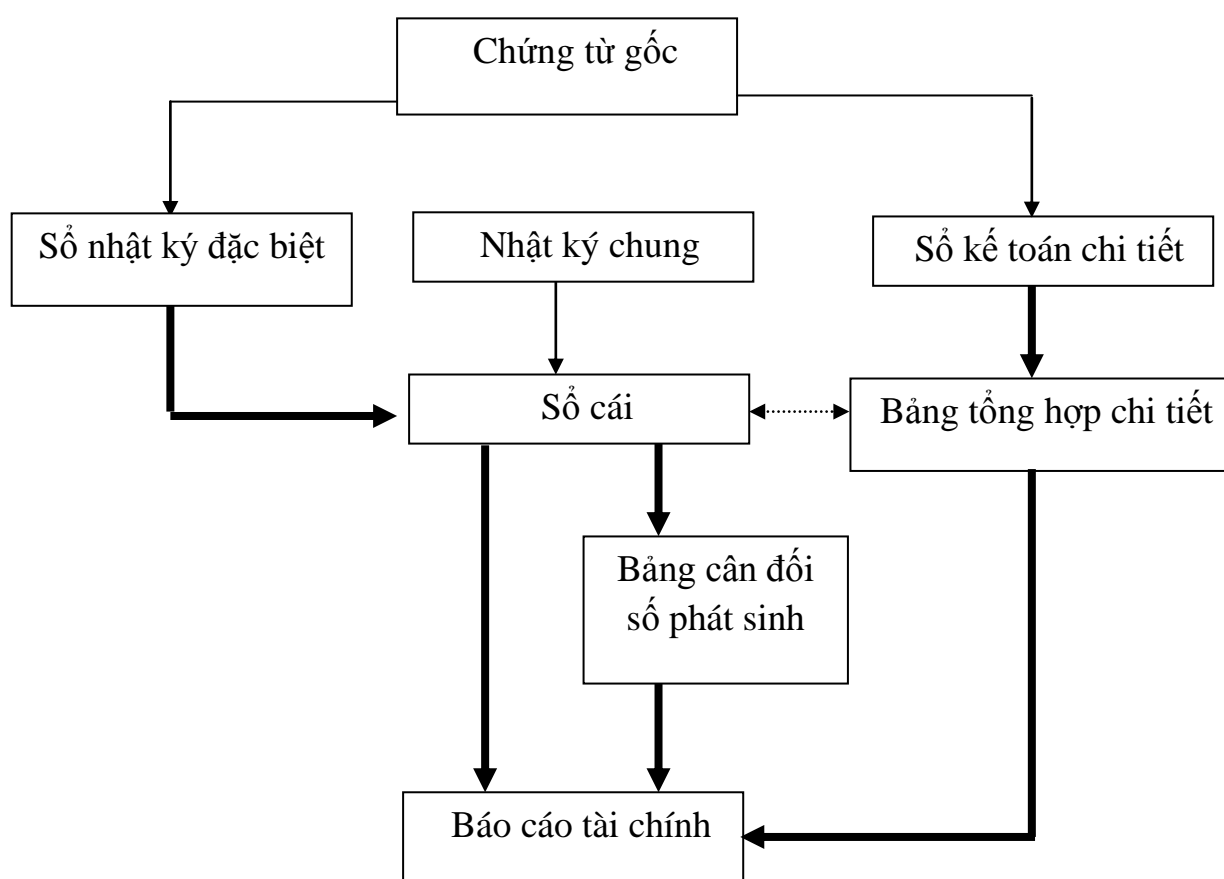 Chứng từ gốc
Sổ nhật ký đặc biệt
Nhật ký chung
Sổ kế toán chi tiết
Sổ cái
Bảng tổng hợp chi tiết
Bảng cân đối
số phát sinh
Báo cáo tài chính